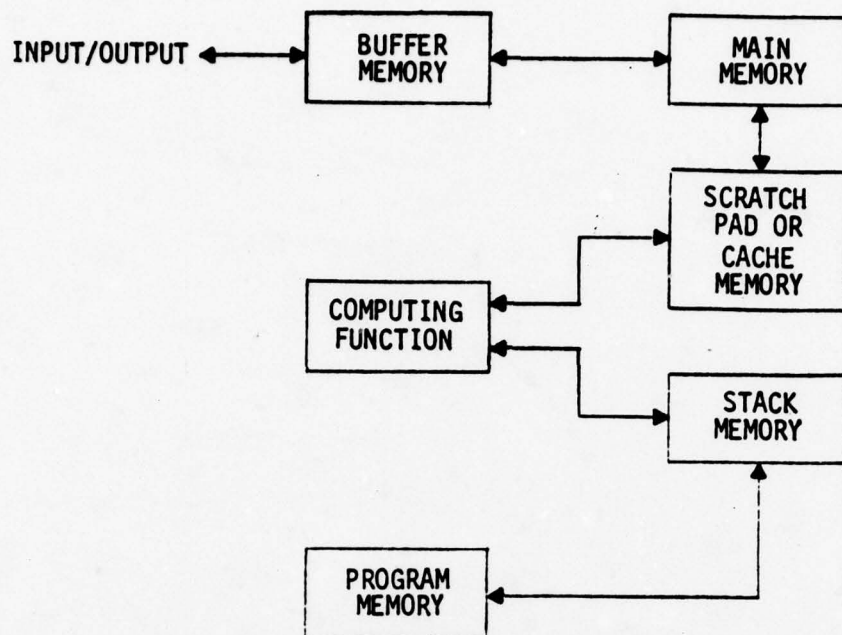 INPUT/OUTPUT
BUFFER
MEMORY
MAIN
MEMORY
SCRATCH
PAD OR
CACHE
MEMORY
COMPUTING
FUNCTION
STACK
MEMORY
PROGRAM
MEMORY